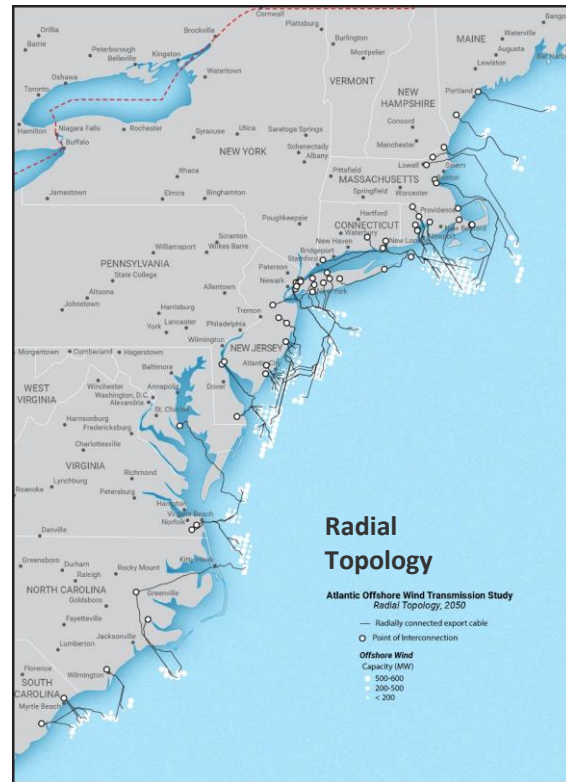 Orillia
Barrie
Peterborough
Belleville
Kingston
Brockville
Cornwall
Plattsburg
Burlington
Montpelier
MAINE
Waterville
Augusta
Lewiston
Portland
Oshawa
Toronto
Hamilton
Niagara Falls
Buffalo
Watertown
VERMONT
NEW
HAMPSHIRE
Concord
Manchester
Rochester
Syracuse
Utica
Saratoga Springs
Schenectady
Albany
NEW YORK
Ithaca
Jamestown
Elmira
Binghamton
Lowell
Salem
Boston
MASSACHUSETTS
Pittsfield
Springfield
Worcester
Providence
Hartford
CONNECTICUT
Waterbury
New Haven
Bridgeport
Stamford
Poughkeepsie
Scranton
Wilkes Barre
Williamsport
PENNSYLVANIA
State College
Altoona
Johnstown
Harrisburg
Lancaster
York
Allentown
Paterson
Newark
Trenton
Philadelphia
Wilmington
NEW JERSEY
Atlantic City
Dover
Morgantown
Cumberland
Hagerstown
Baltimore
Annapolis
Winchester
Washington, D.C.
Alexandria
St. Charles
WEST
VIRGINIA
Harrisonburg
Fredericksburg
Charlottesville
VIRGINIA
Richmond
Lynchburg
Roanoke
Petersburg
Hampton
Virginia Beach
Norfolk
Danville
Kitty Hawk
Greensboro
Durham
Raleigh
Rocky Mount
NORTH CAROLINA
Greenville
Goldsboro
Fayetteville
Jacksonville
Lumberton
Wilmington
Florence
SOUTH
CAROLINA
Myrtle Beach
Radial
Topology
Atlantic Offshore Wind Transmission Study
Radial Topology, 2050
Radially connected export cable
Point of Interconnection
Offshore Wind
Capacity (MW)
500-600
200-500
< 200